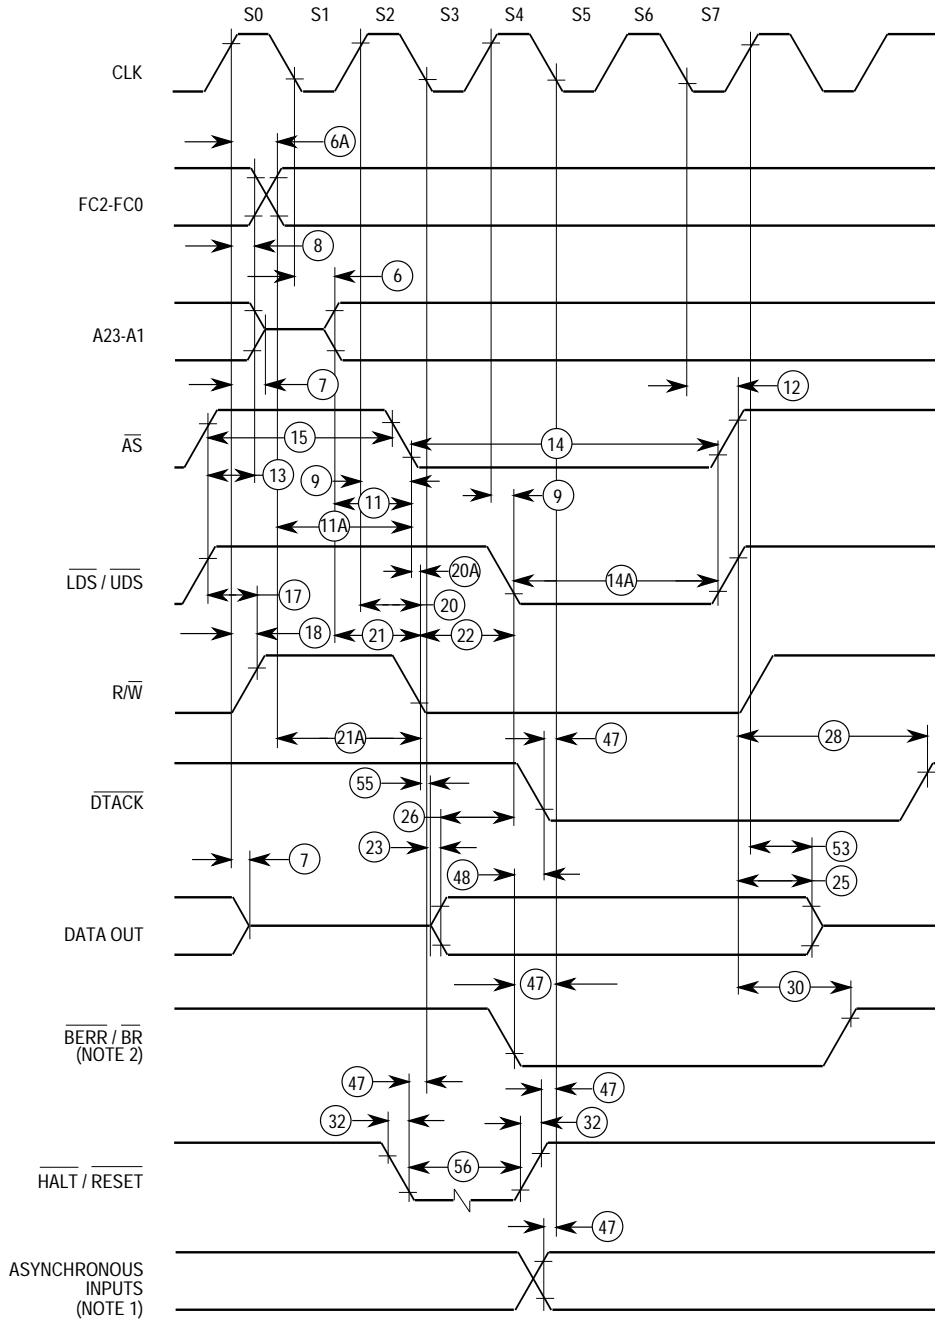 S0 S1 S2 S3 S4 S5 S6 S7
CLK
6A
FC2-FC0
8
6
A23-A1
7
12
AS
15
14
13
9
9
11
11A
LDS / UDS
20A
14A
17
20
18
21
22
R/W
21A
47
28
55
DTACK
26
23
53
7
48
25
DATA OUT
47
30
BERR / BR
(NOTE 2)
47
47
32
32
HALT / RESET
56
47
ASYNCHRONOUS
INPUTS
(NOTE 1)